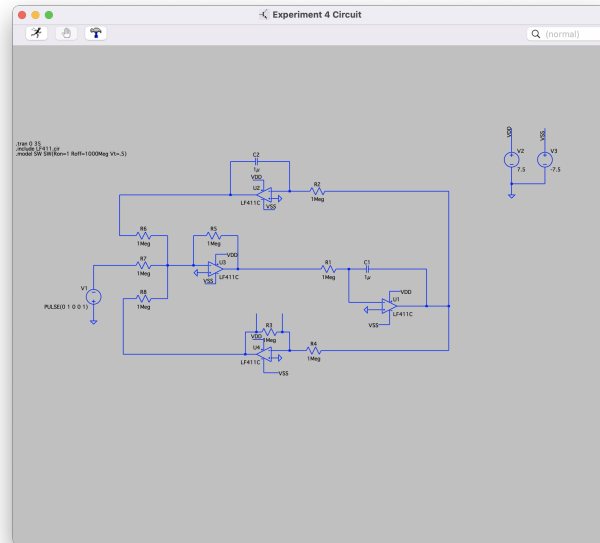 Experiment 4 Circuit
(normal)
.tran 0 35
.include LF411.cir
.model SW SW(Ron=1 Roff=1000Meg Vt=.5)
VDD
VSS
V2
7.5
V3
-7.5
C2
1µ
VDD
U2
LF411C
VSS
R2
1Meg
R6
1Meg
R5
1Meg
R7
1Meg
VDD
U3
LF411C
VSS
R1
1Meg
C1
1µ
V1
PULSE(0 1 0 0 1)
R8
1Meg
VDD
U1
LF411C
VSS
R3
1Meg
VDD
U4
LF411C
VSS
R4
1Meg